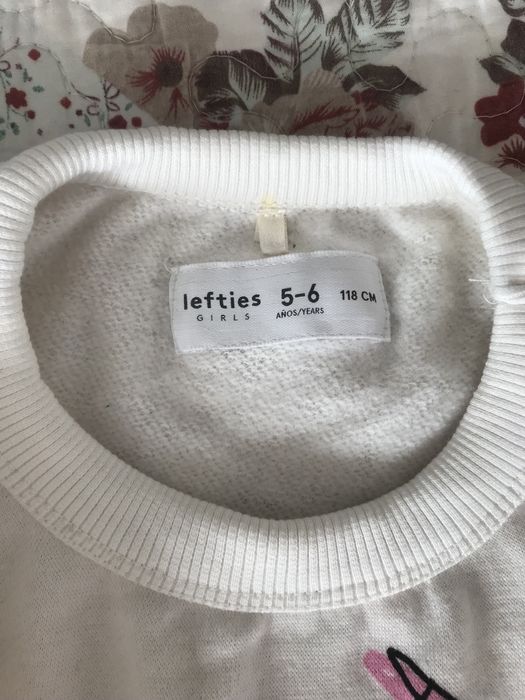 lefties 5-6 118 CM
GIRLS AÑOS/YEARS
A